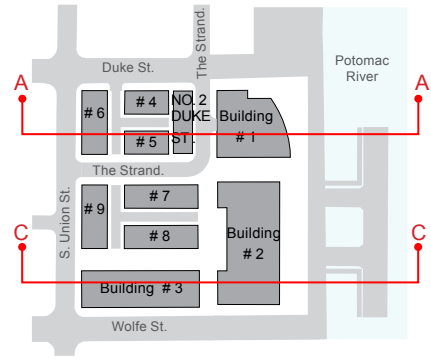 The Strand.
Duke St.
Potomac
River
A
A
# 6
# 4
NO. 2
DUKE
ST.
# 5
Building
# 1
The Strand.
S. Union St.
# 9
# 7
# 8
Building
# 2
C
C
Building # 3
Wolfe St.